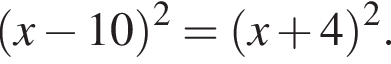 (x − 10)² = (x + 4)².